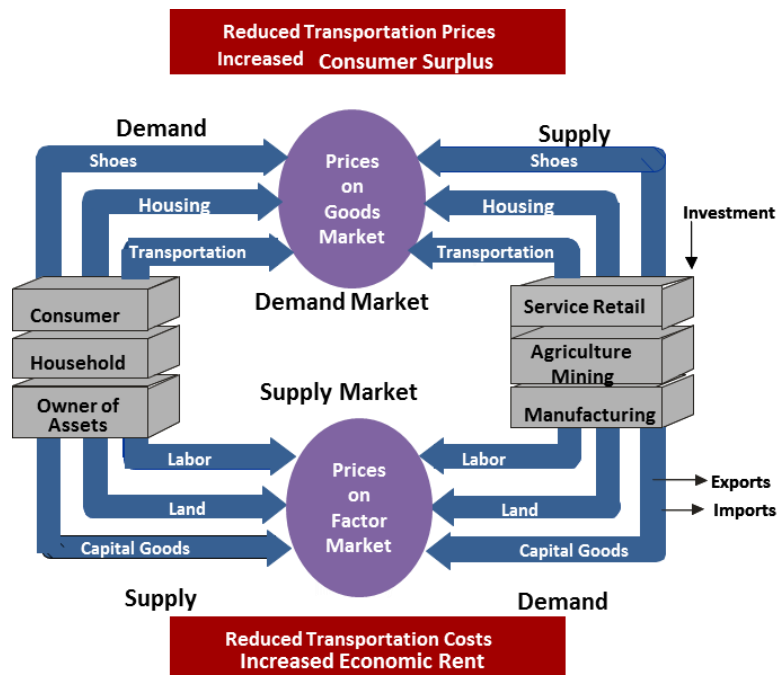 Reduced Transportation Prices
Increased Consumer Surplus
Demand
Supply
Shoes
Prices
on
Goods
Market
Shoes
Housing
Housing
Investment
Transportation
Transportation
Demand Market
Consumer
Household
Owner of
Assets
Service Retail
Agriculture
Mining
Manufacturing
Supply Market
Labor
Prices
on
Factor
Market
Labor
Land
Land
Exports
Imports
Capital Goods
Capital Goods
Supply
Demand
Reduced Transportation Costs
Increased Economic Rent